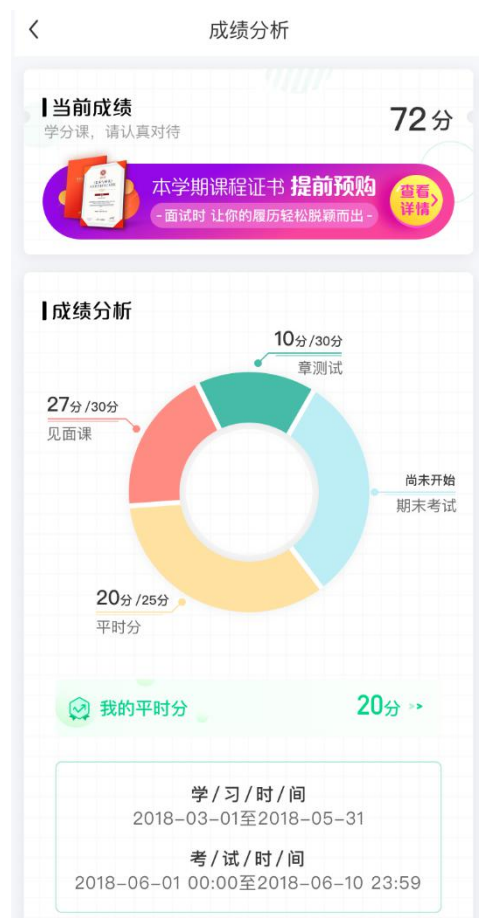 成绩分析
当前成绩
72分
学分课，请认真对待
本学期课程证书 提前预购
-面试时 让你的履历轻松脱颖而出-
查看
详情
成绩分析
10分/30分
章测试
27分/30分
见面课
尚未开始
期末考试
20分/25分
平时分
我的平时分
20分
学/习/时/间
2018-03-01至2018-05-31
考/试/时/间
2018-06-01 00:00至2018-06-10 23:59